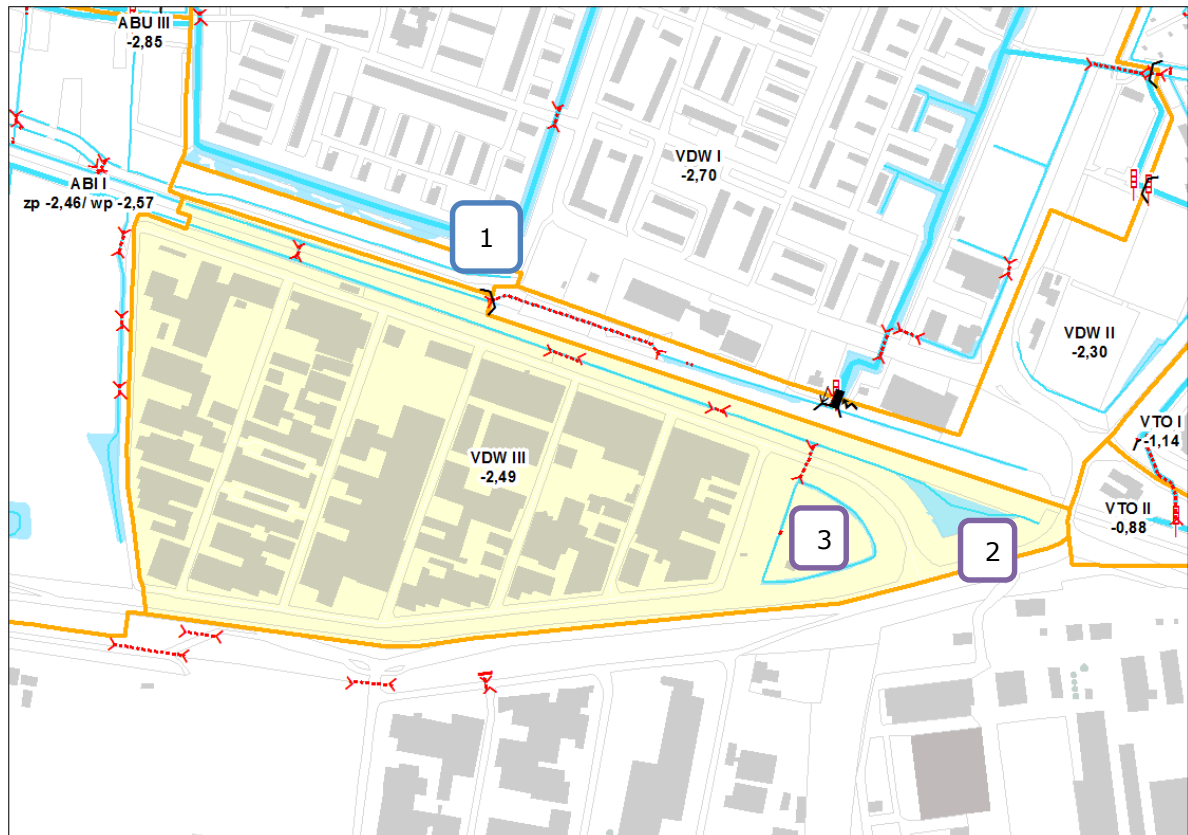 ABU III
-2,85
VDW I
-2,70
ABI I
zp -2,46/ wp -2,57
1
VDW II
-2,30
VTO I
-1,14
VDW III
-2,49
VTO II
-0,88
3
2